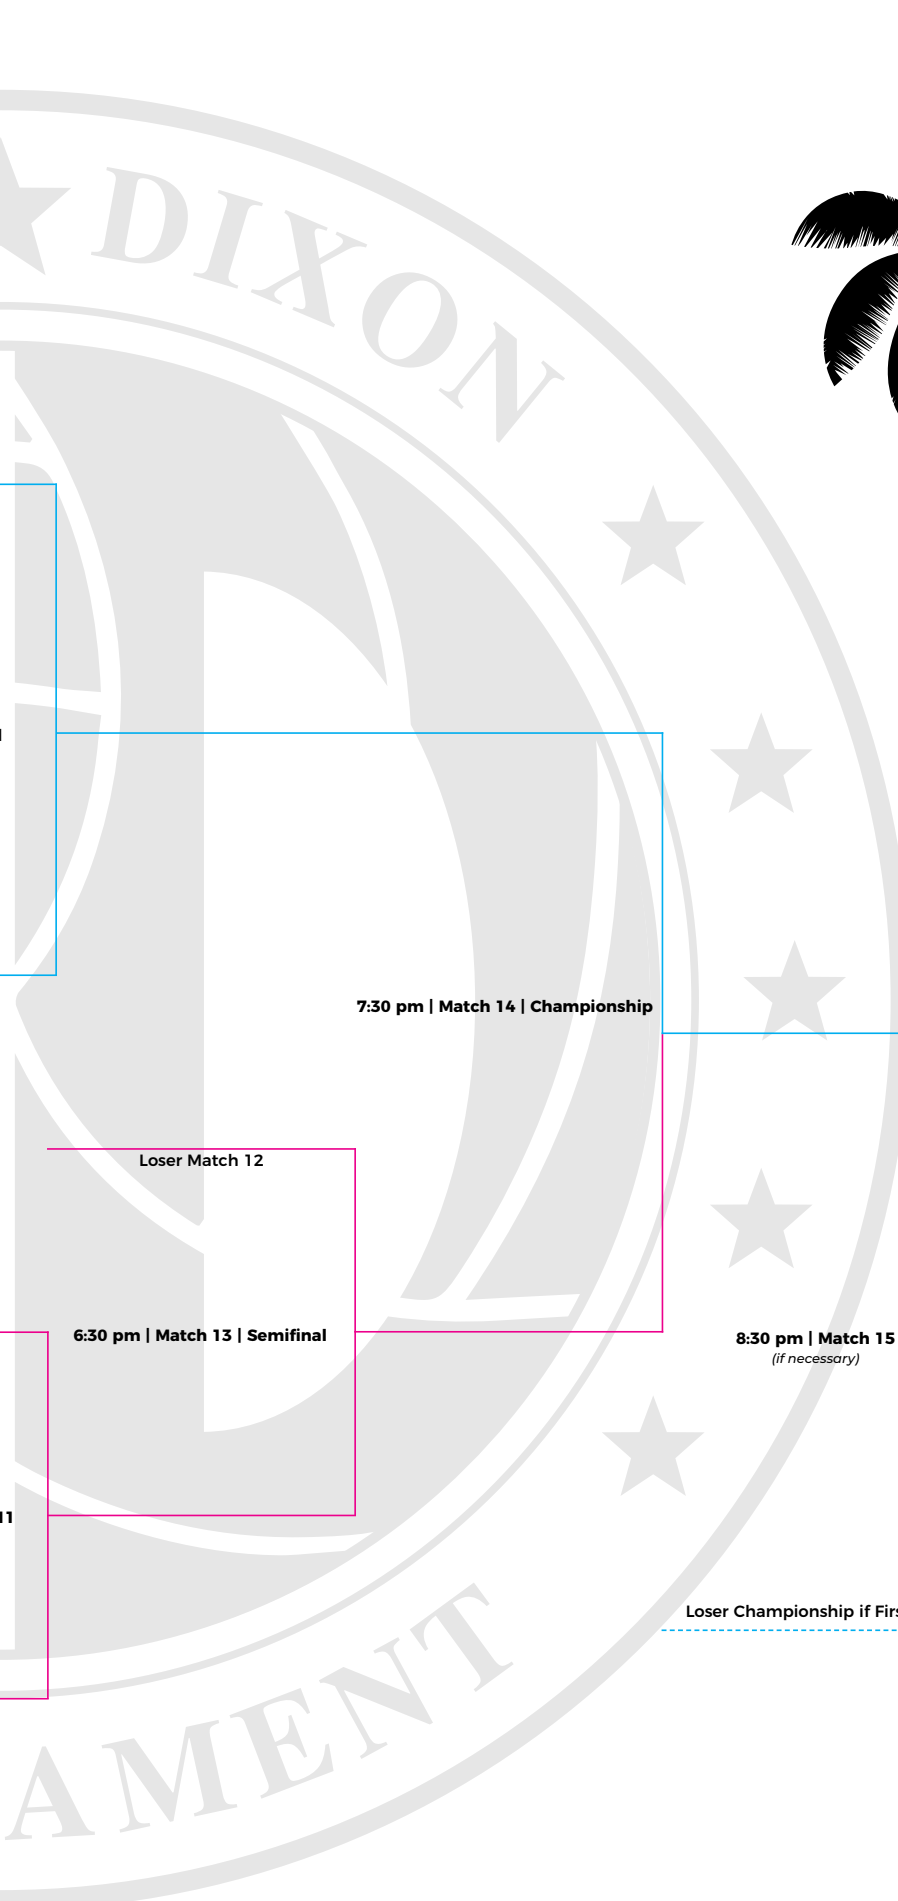 DIXON
7:30 pm | Match 14 | Championship
Loser Match 12
6:30 pm | Match 13 | Semifinal
8:30 pm | Match 15
(if necessary)
11
Loser Championship if Firs
AMENT